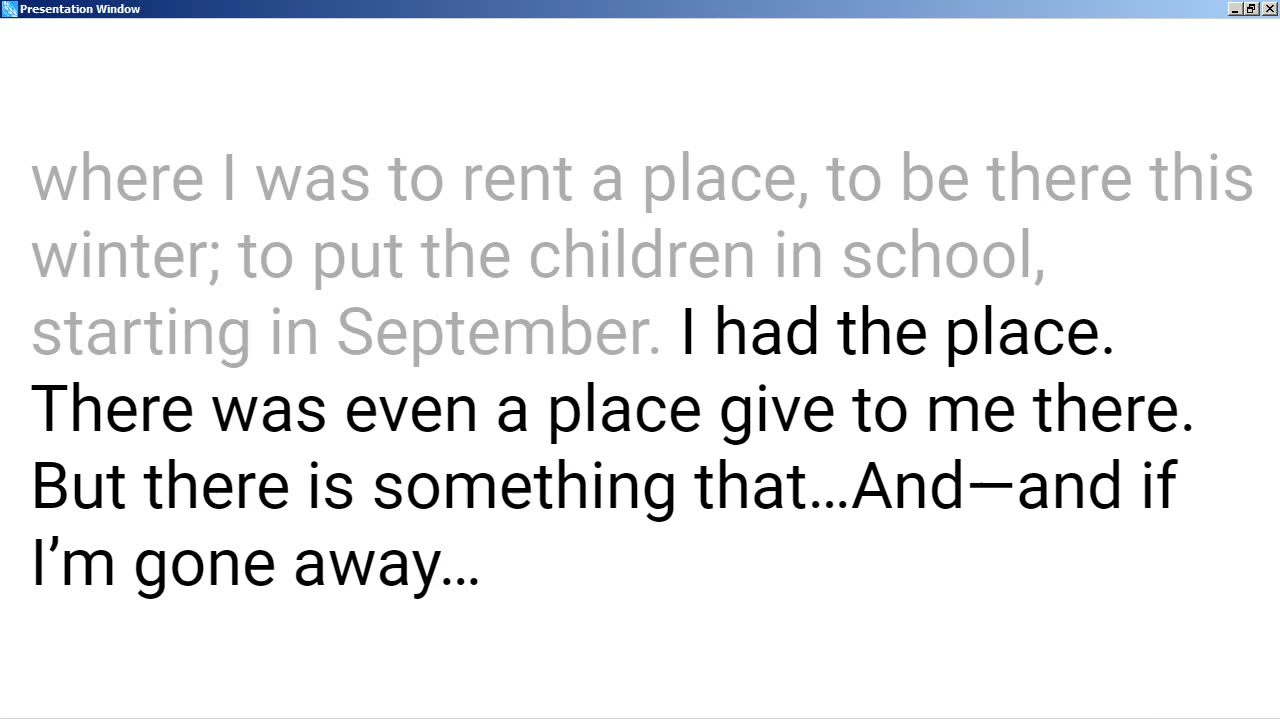 Presentation Window
where I was to rent a place, to be there this
winter; to put the children in school,
starting in September. I had the place.
There was even a place give to me there.
But there is something that…And—and if
I’m gone away…